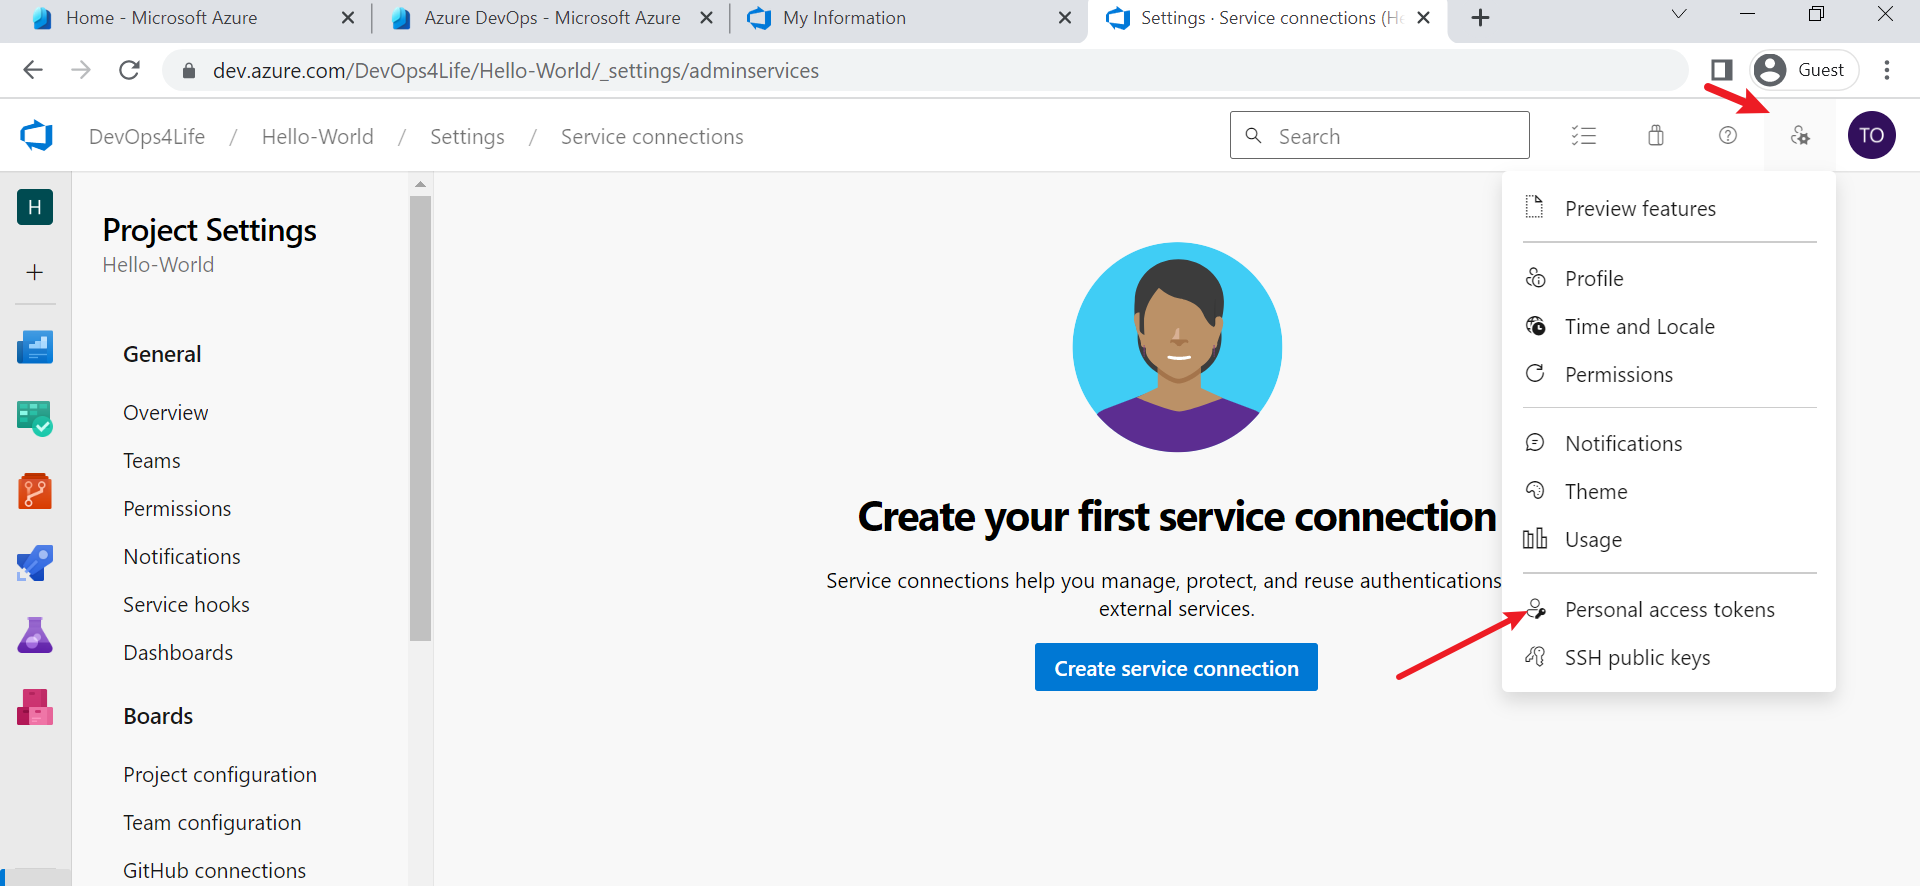 Home - Microsoft Azure
Azure DevOps - Microsoft Azure
My Information
Settings · Service connections (He
dev.azure.com/DevOps4Life/Hello-World/_settings/adminservices
Guest
DevOps4Life / Hello-World / Settings / Service connections
Search
TO
H
Project Settings
Hello-World
General
Overview
Teams
Permissions
Notifications
Service hooks
Dashboards
Boards
Project configuration
Team configuration
GitHub connections
Create your first service connection
Service connections help you manage, protect, and reuse authentications
external services.
Create service connection
Preview features
Profile
Time and Locale
Permissions
Notifications
Theme
Usage
Personal access tokens
SSH public keys